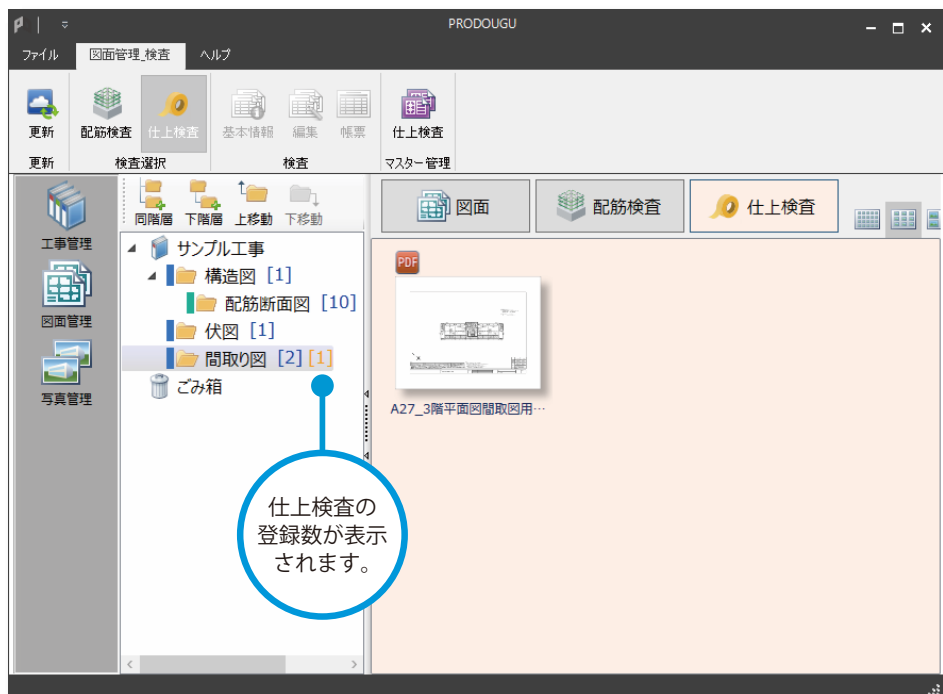 PRODOUGU
ファイル 図面管理_検査 ヘルプ
更新 配筋検査 仕上検査 基本情報 編集 帳票 仕上検査
更新 検査選択 検査 マスター管理
工事管理
図面管理
写真管理
同階層 下階層 上移動 下移動
サンプル工事
構造図 [1]
配筋断面図 [10]
伏図 [1]
間取り図 [2] [1]
ごみ箱
図面 配筋検査 仕上検査
PDF
A27_3階平面図間取図用…
仕上検査の
登録数が表示
されます。